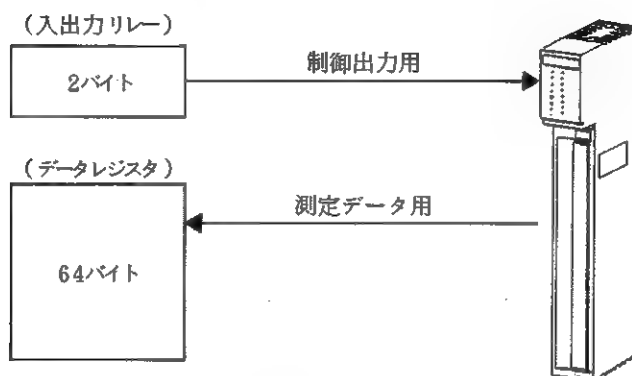 （入出力リレー）
2バイト
制御出力用
（データレジスタ）
測定データ用
64バイト